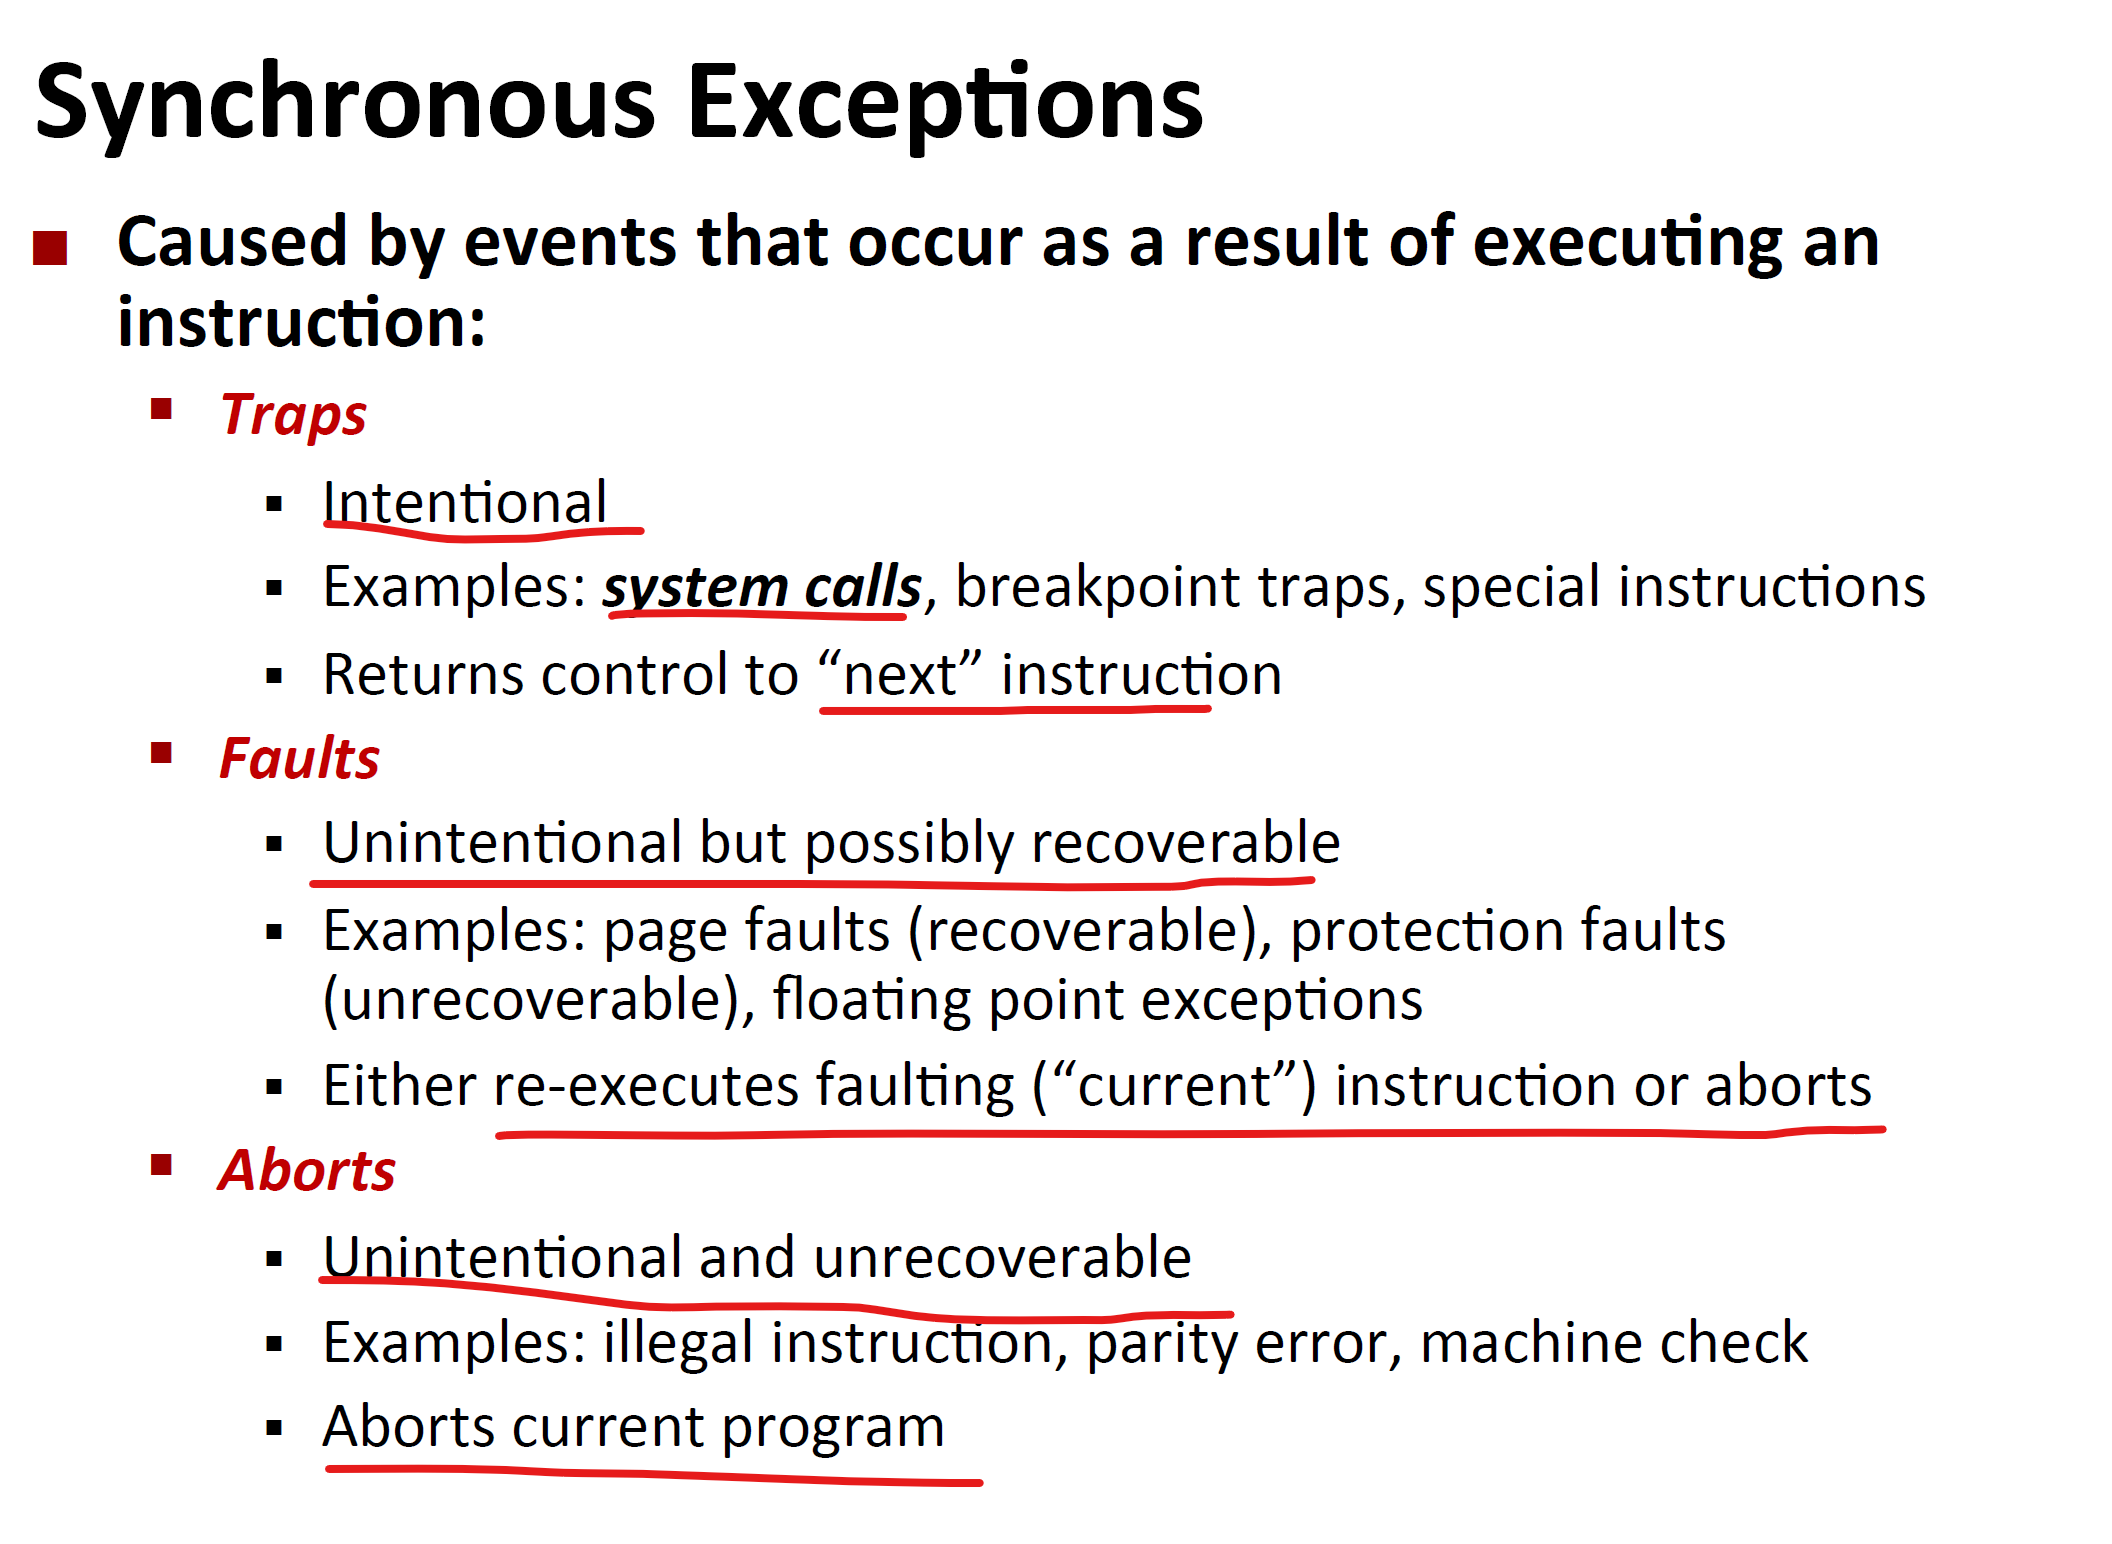 Synchronous Exceptions
Caused by events that occur as a result of executing an
instruction:
Traps
Intentional
Examples: system calls, breakpoint traps, special instructions
Returns control to “next” instruction
Faults
Unintentional but possibly recoverable
Examples: page faults (recoverable), protection faults
(unrecoverable), floating point exceptions
Either re-executes faulting (“current”) instruction or aborts
Aborts
Unintentional and unrecoverable
Examples: illegal instruction, parity error, machine check
Aborts current program